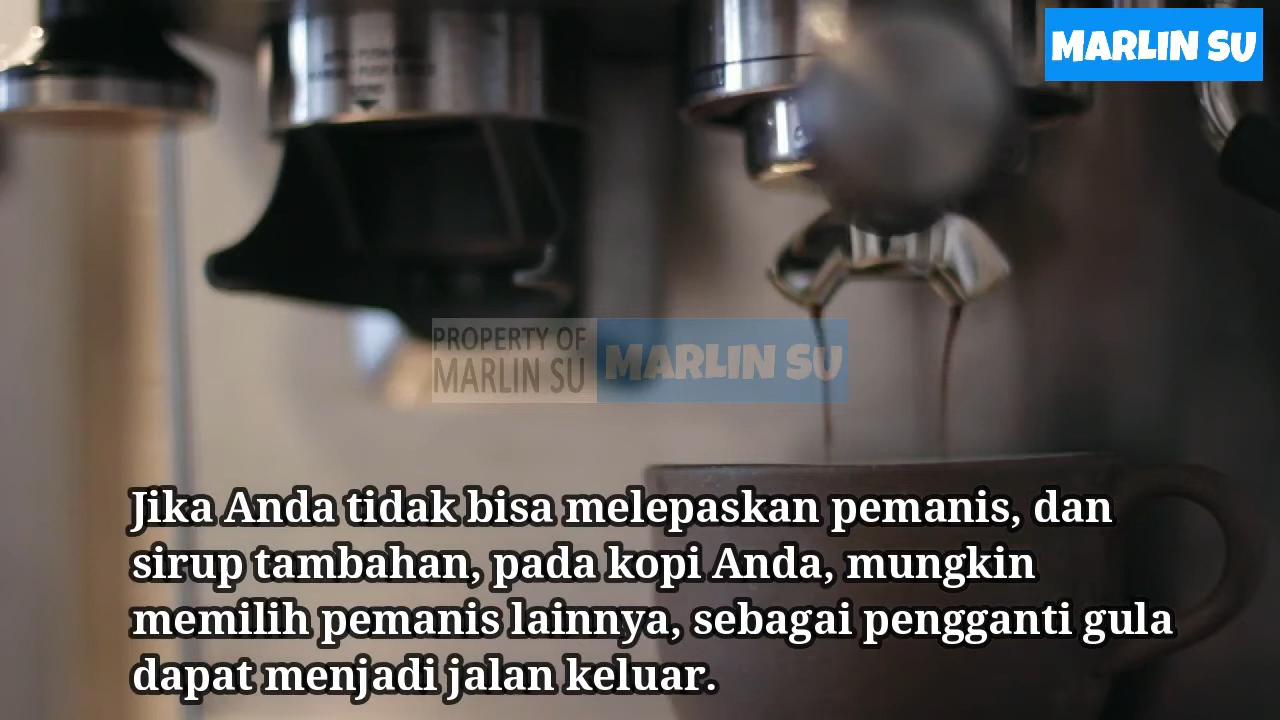 MARLIN SU
PROPERTY OF
MARLIN SU
MARLIN SU
Jika Anda tidak bisa melepaskan pemanis, dan
sirup tambahan, pada kopi Anda, mungkin
memilih pemanis lainnya, sebagai pengganti gula
dapat menjadi jalan keluar.